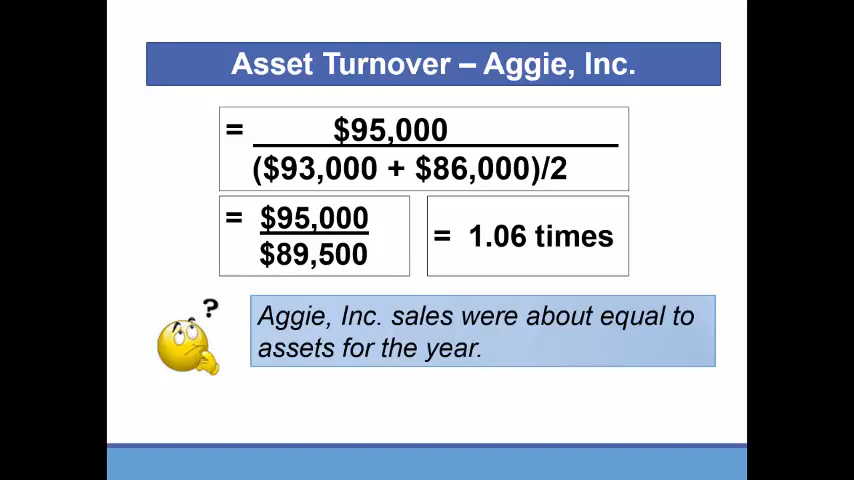 Asset Turnover – Aggie, Inc.
= $95,000
($93,000 + $86,000)/2
= $95,000
$89,500
= 1.06 times
?
Aggie, Inc. sales were about equal to
assets for the year.